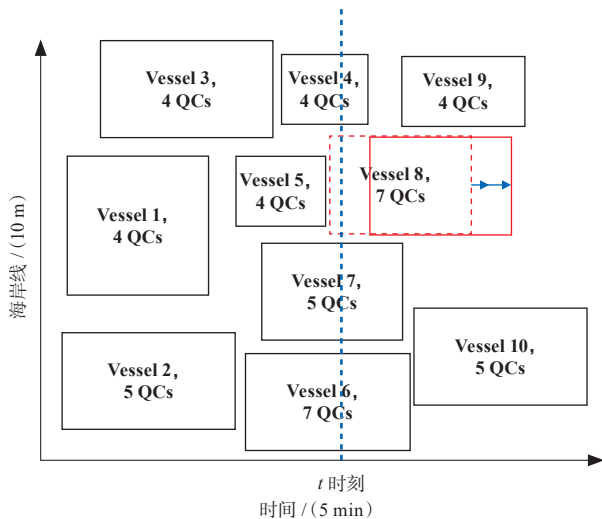 Vessel 3,
4 QCs
Vessel 4,
4 QCs
Vessel 9,
4 QCs
Vessel 5,
4 QCs
Vessel 8,
7 QCs
Vessel 1,
4 QCs
Vessel 7,
5 QCs
Vessel 2,
5 QCs
Vessel 6,
7 QCs
Vessel 10,
5 QCs
海岸线 / (10 m)
t 时刻
时间 / (5 min)